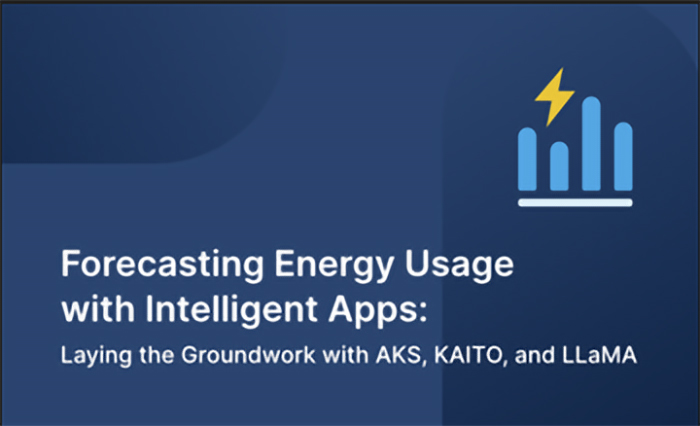 Forecasting Energy Usage
with Intelligent Apps:
Laying the Groundwork with AKS, KAITO, and LLaMA